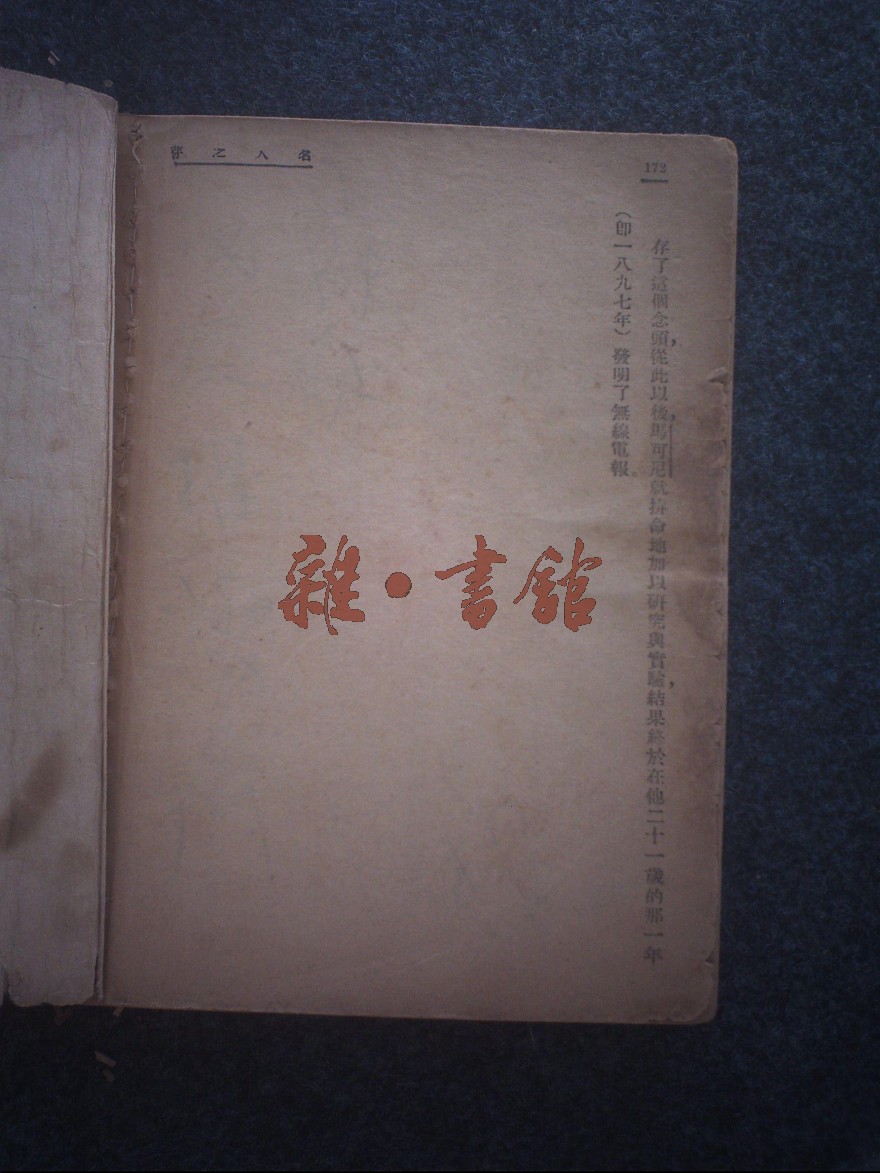 172
名人之
存了這個念頭,從此以後,馬可尼就拚命地加以研究與實驗,結果終於在他二十一歲的那一年
(即一八九七年)發明了無線電報。
雜·書館